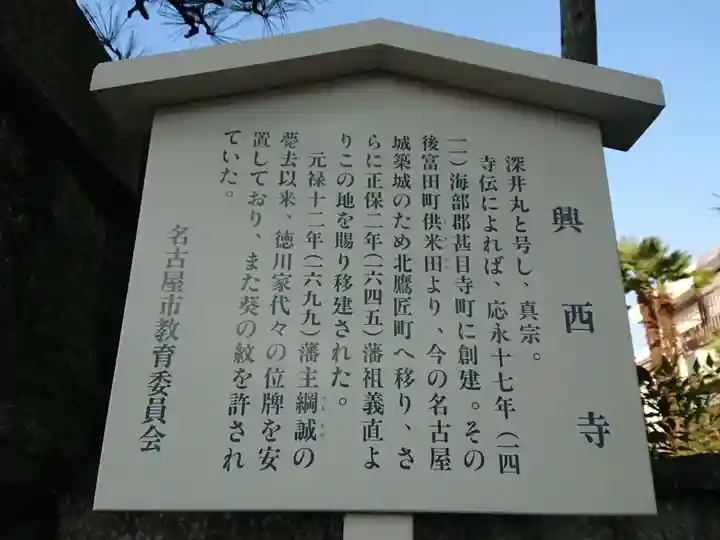 興西寺
深井丸と号し、真宗。
寺伝によれば、応永十七年（一四
一一）海部郡甚目寺町に創建。その
後富田町供米田より、今の名古屋
城築城のため北鷹匠町へ移り、さ
らに正保二年（一六四五）藩祖義直よ
りこの地を賜り移建された。
元禄十二年（一六九九）藩主綱誠の
薨去以来、徳川家代々の位牌を安
置しており、また葵の紋を許され
ていた。
名古屋市教育委員会